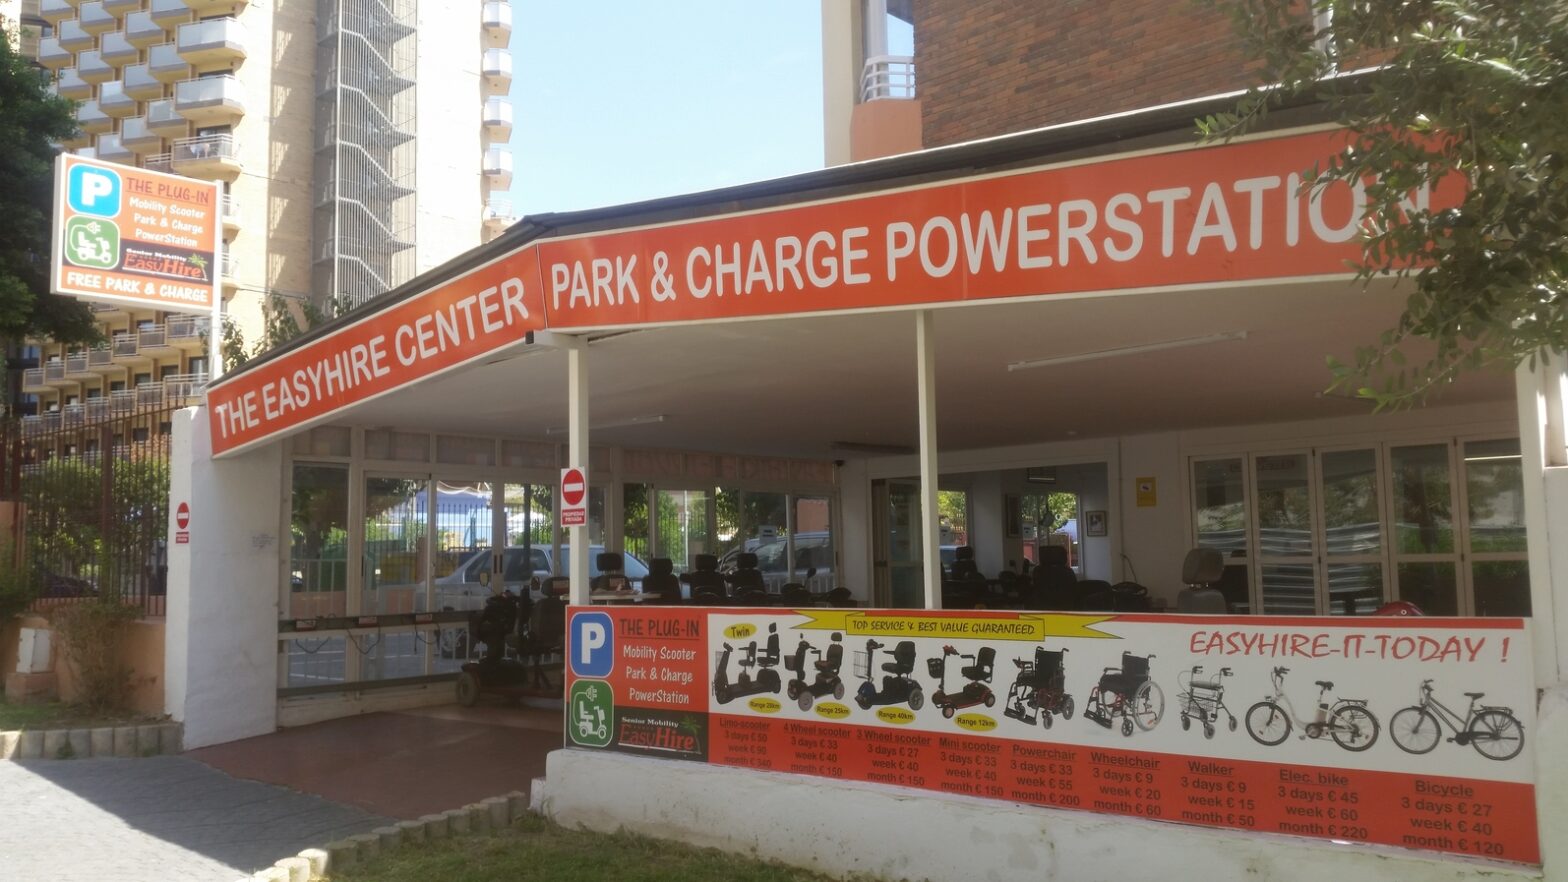 P
THE PLUG-IN
Mobility Scooter
Park & Charge
PowerStation
Senior Mobility
EasyHire
FREE PARK & CHARGE
THE EASYHIRE CENTER
PARK & CHARGE POWERSTATION
PROPIEDAD
PRIVADA
P
THE PLUG-IN
Mobility Scooter
Park & Charge
PowerStation
Senior Mobility
EasyHire
TOP SERVICE & BEST VALUE GUARANTEED
EASYHIRE-IT-TODAY !
Twin
Range 25km
Range 40km
Range 12km
Limo-scooter
3 days € 50
week € 90
month € 340
4 Wheel scooter
3 days € 33
week € 40
month € 150
3 Wheel scooter
3 days € 27
week € 40
month € 150
Mini scooter
3 days € 33
week € 40
month € 150
Powerchair
3 days € 33
week € 55
month € 200
Wheelchair
3 days € 9
week € 20
month € 60
Walker
3 days € 9
week € 15
month € 50
Elec. bike
3 days € 45
week € 60
month € 220
Bicycle
3 days € 27
week € 40
month € 120